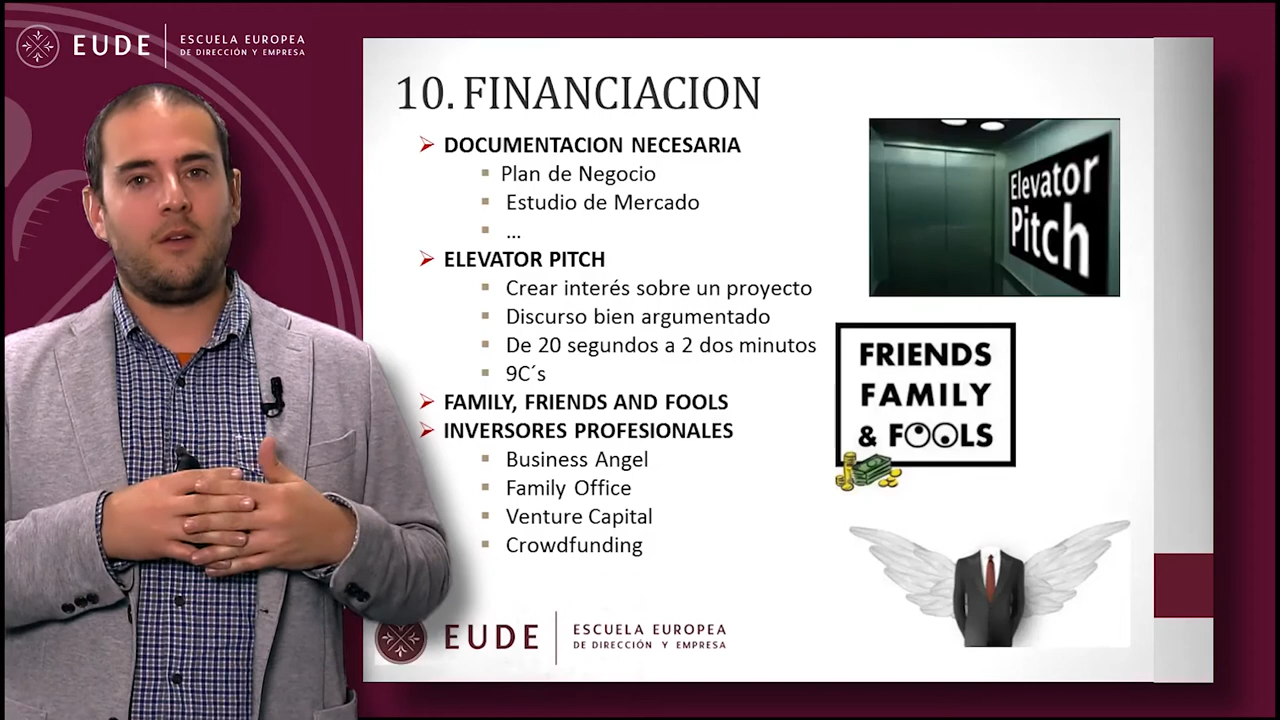 EUDE
ESCUELA EUROPEA
DE DIRECCIÓN Y EMPRESA
10. FINANCIACION
DOCUMENTACION NECESARIA
Plan de Negocio
Estudio de Mercado
...
ELEVATOR PITCH
Crear interés sobre un proyecto
Discurso bien argumentado
De 20 segundos a 2 dos minutos
9C´s
FAMILY, FRIENDS AND FOOLS
INVERSORES PROFESIONALES
Business Angel
Family Office
Venture Capital
Crowdfunding
Elevator
Pitch
FRIENDS
FAMILY
& FOOLS
EUDE
ESCUELA EUROPEA
DE DIRECCIÓN Y EMPRESA